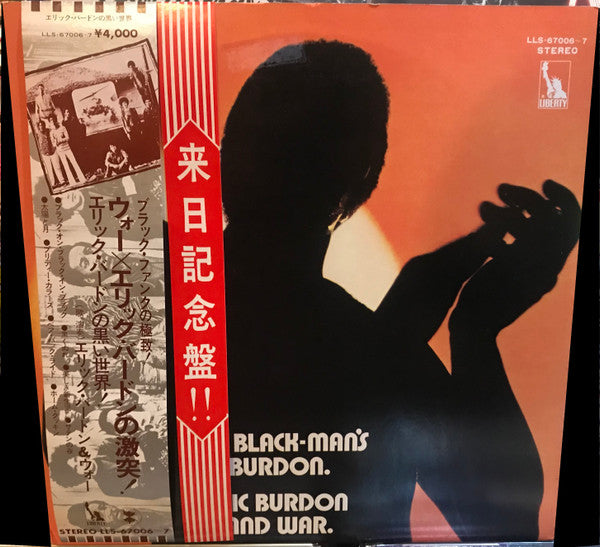 エリック・バードンの黒い世界
LLS-67006-7 ¥4,000
LLS-67006~7
STEREO
LIBERTY
来日記念盤!!
ブラック・ファンクの極致!
ウォー×エリック・バードンの激突!
エリック・バードンの黒い世界!
エリック・バードン&ウォー
BLACK-MAN'S
BURDON.
IC BURDON
ND WAR.
LIBERTY
STEREO LLS-67006~7